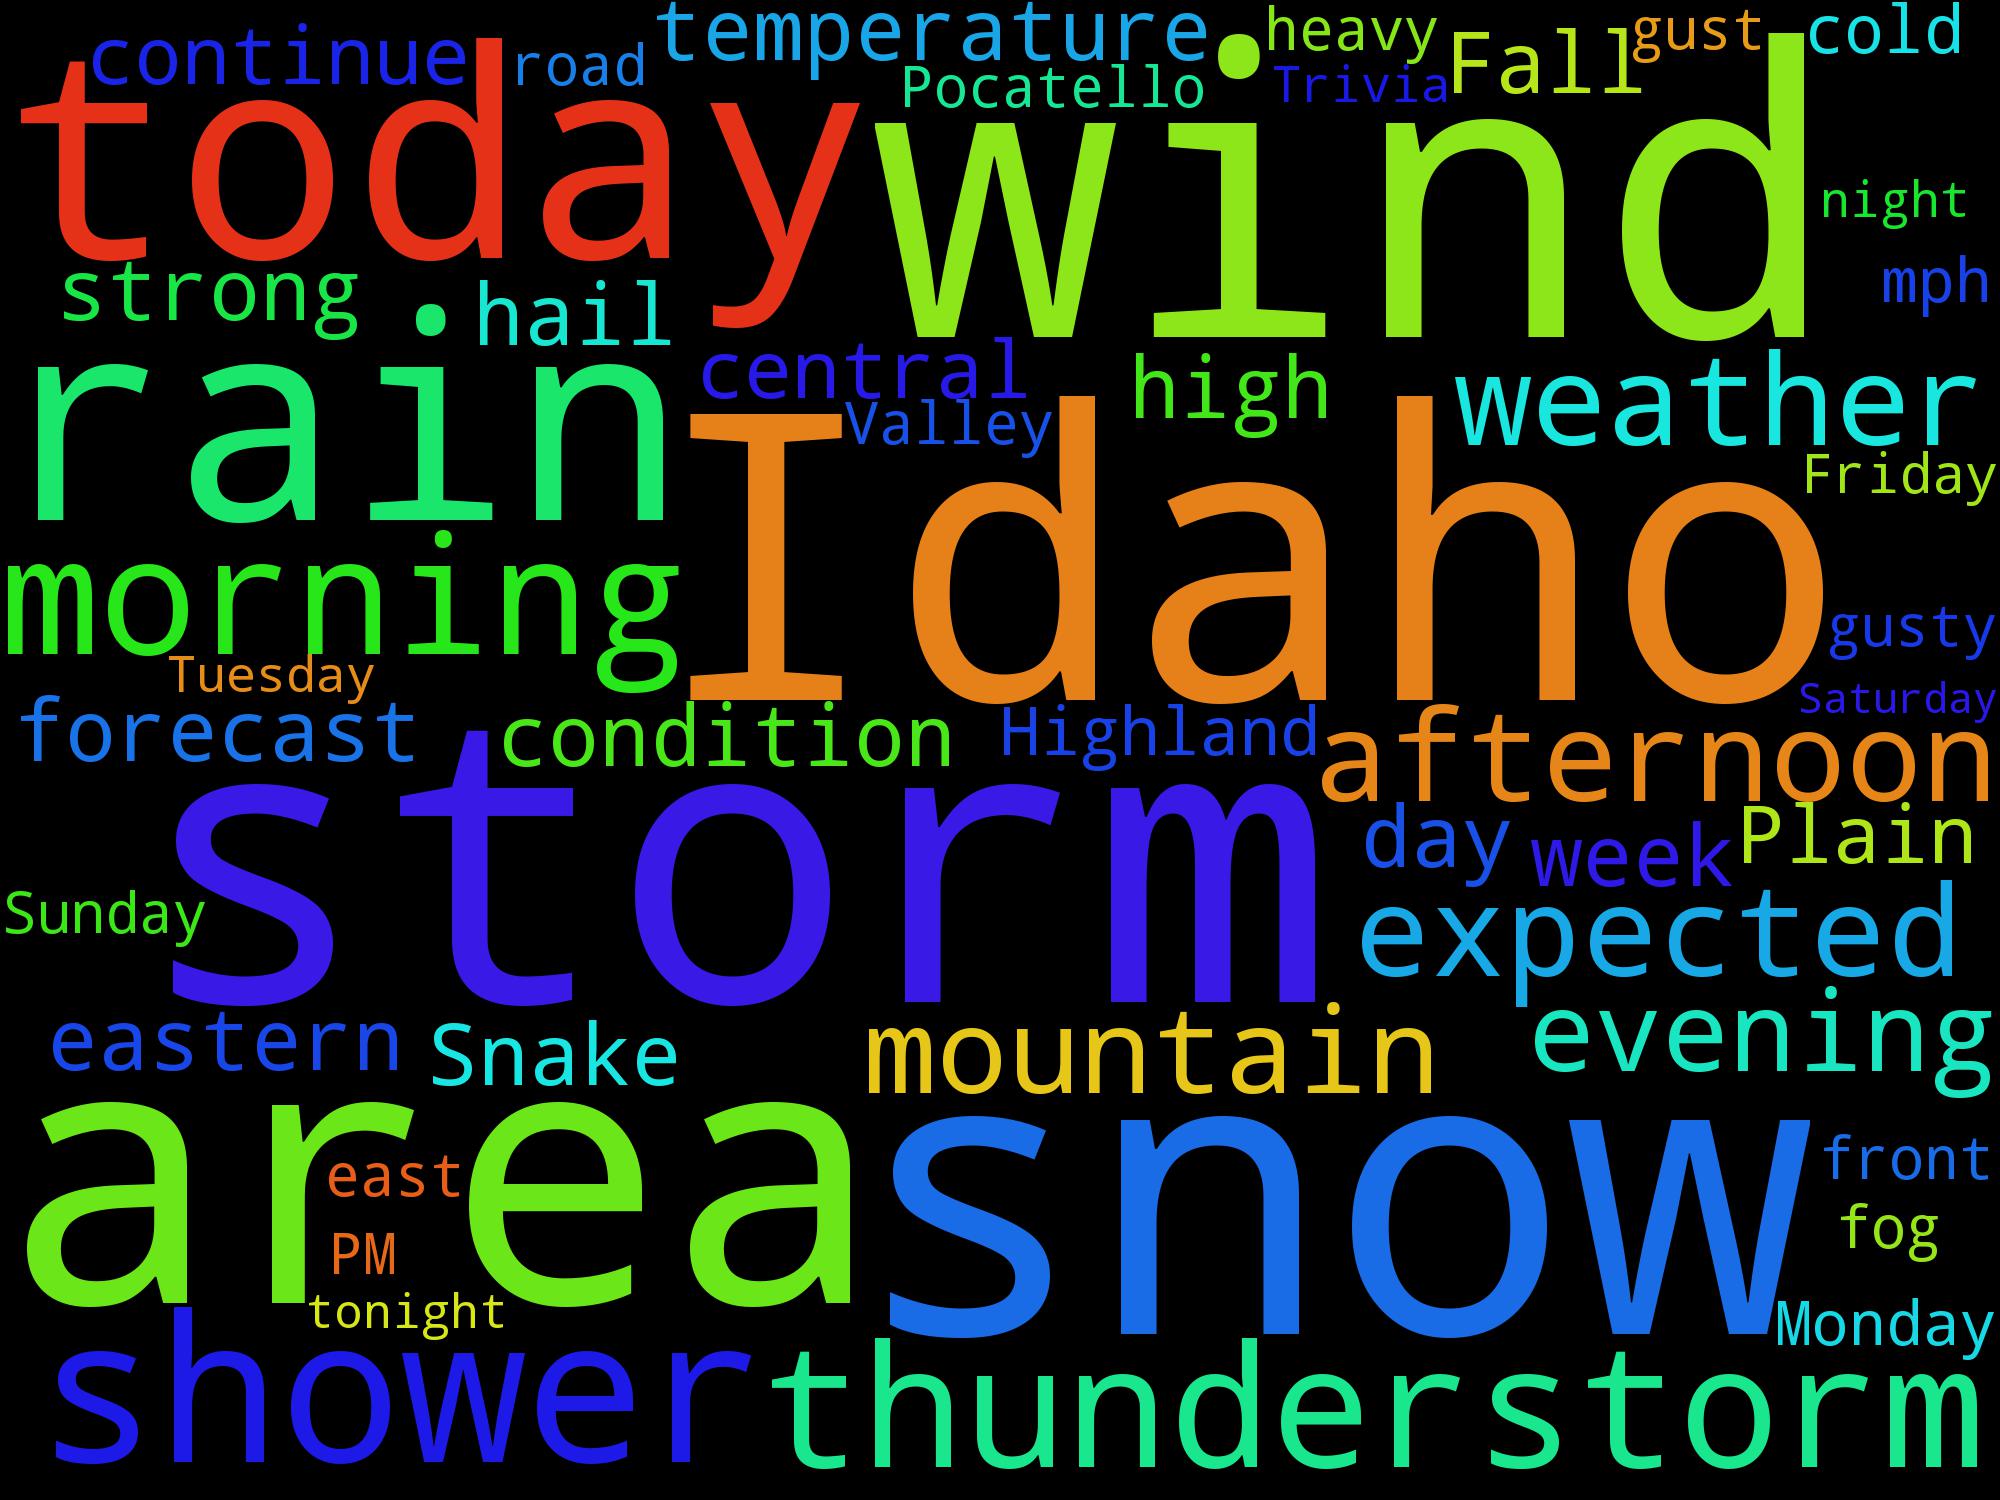 continue road temperature heavy Fall gust cold
Pocatello Trivia
today wind
night
strong hail mph
rain central high weather
Valley
Friday
Idaho
morning
gusty
Tuesday
Saturday
forecast condition Highland afternoon
storm
day week Plain
Sunday expected
eastern Snake mountain evening
area snow
east front
PM fog
tonight Monday
shower thunderstorm